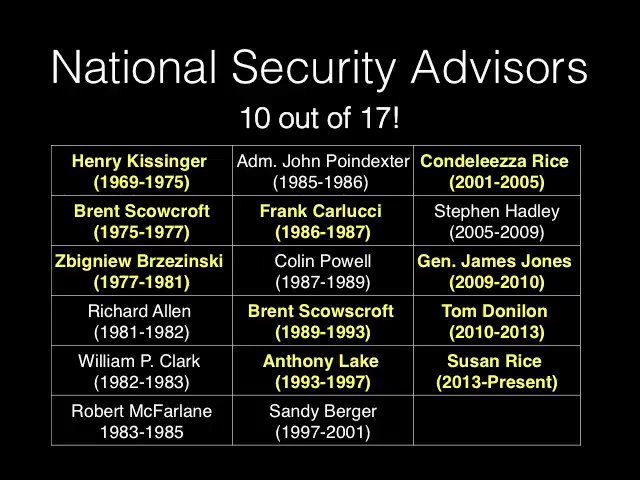 National Security Advisors
10 out of 17!
Henry Kissinger
(1969-1975)
Adm. John Poindexter
(1985-1986)
Condeleezza Rice
(2001-2005)
Brent Scowcroft
(1975-1977)
Frank Carlucci
(1986-1987)
Stephen Hadley
(2005-2009)
Zbigniew Brzezinski
(1977-1981)
Colin Powell
(1987-1989)
Gen. James Jones
(2009-2010)
Richard Allen
(1981-1982)
Brent Scowscroft
(1989-1993)
Tom Donilon
(2010-2013)
William P. Clark
(1982-1983)
Anthony Lake
(1993-1997)
Susan Rice
(2013-Present)
Robert McFarlane
1983-1985
Sandy Berger
(1997-2001)